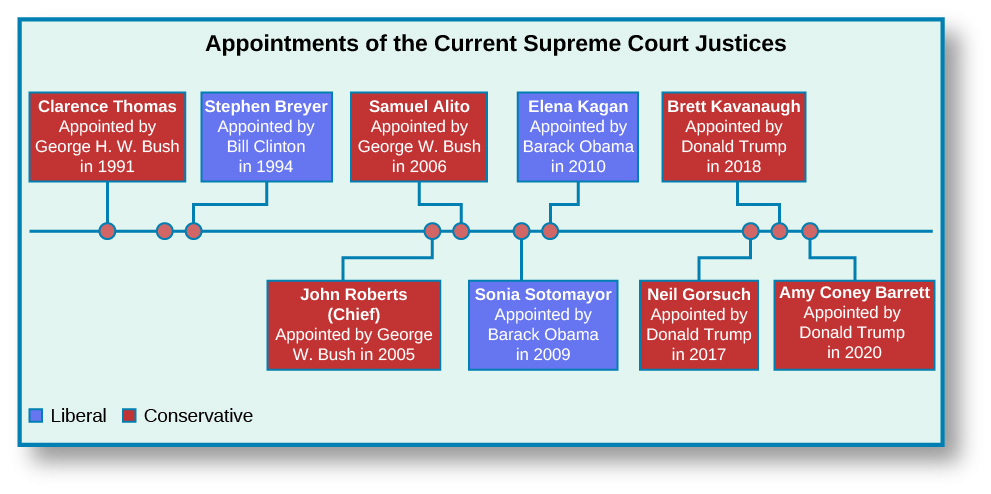 Appointments of the Current Supreme Court Justices
Clarence Thomas
Appointed by
George H. W. Bush
in 1991
Stephen Breyer
Appointed by
Bill Clinton
in 1994
Samuel Alito
Appointed by
George W. Bush
in 2006
Elena Kagan
Appointed by
Barack Obama
in 2010
Brett Kavanaugh
Appointed by
Donald Trump
in 2018
John Roberts
(Chief)
Appointed by George
W. Bush in 2005
Sonia Sotomayor
Appointed by
Barack Obama
in 2009
Neil Gorsuch
Appointed by
Donald Trump
in 2017
Amy Coney Barrett
Appointed by
Donald Trump
in 2020
Liberal
Conservative